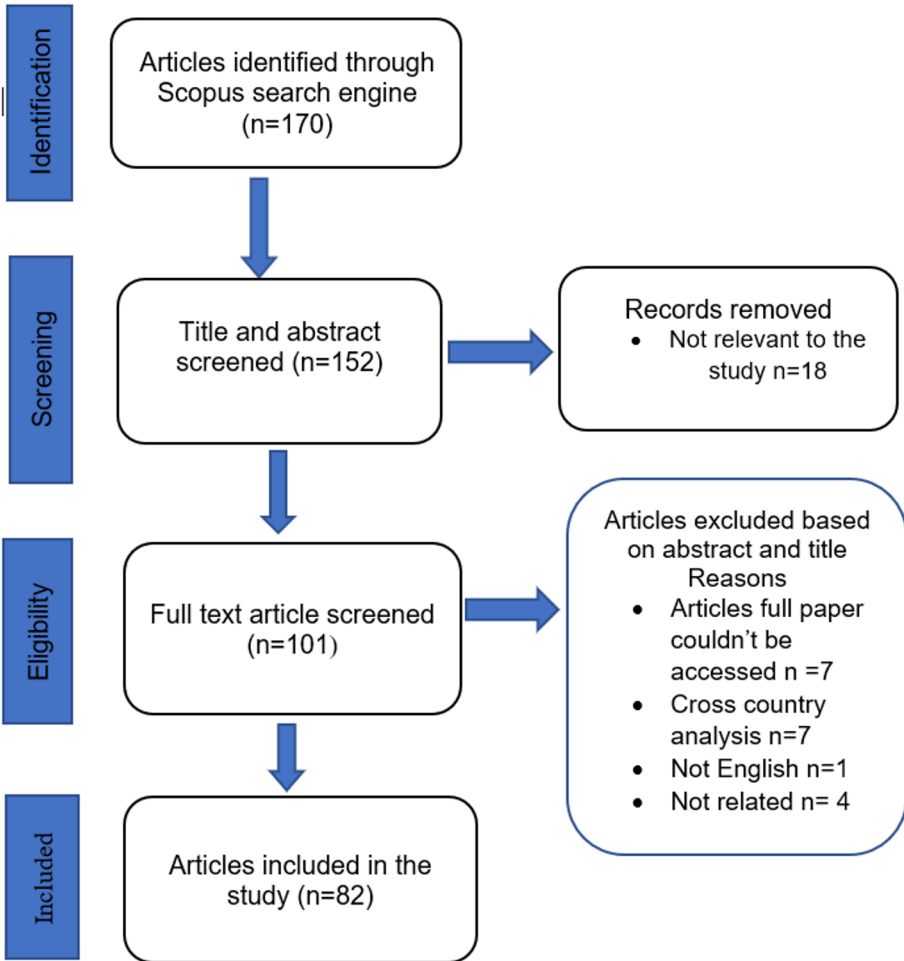 Identification
Articles identified through
Scopus search engine
(n=170)
Screening
Title and abstract
screened (n=152)
Records removed
• Not relevant to the
study n=18
Eligibility
Full text article screened
(n=101)
Articles excluded based
on abstract and title
Reasons
• Articles full paper
couldn’t be
accessed n =7
• Cross country
analysis n=7
• Not English n=1
• Not related n= 4
Included
Articles included in the
study (n=82)